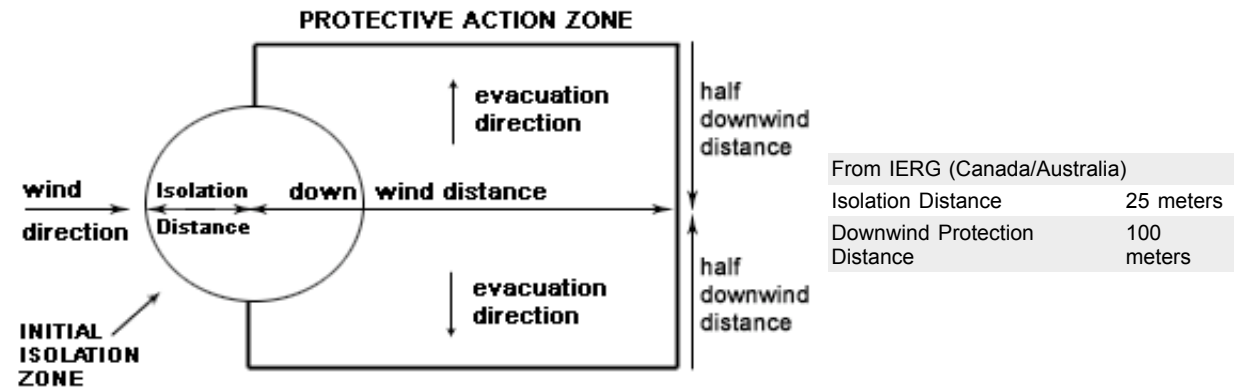 PROTECTIVE ACTION ZONE
evacuation
direction
half
downwind
distance
wind
direction
Isolation
Distance
down wind distance
evacuation
direction
half
downwind
distance
INITIAL
ISOLATION
ZONE
From IERG (Canada/Australia)
Isolation Distance 25 meters
Downwind Protection 100
Distance meters